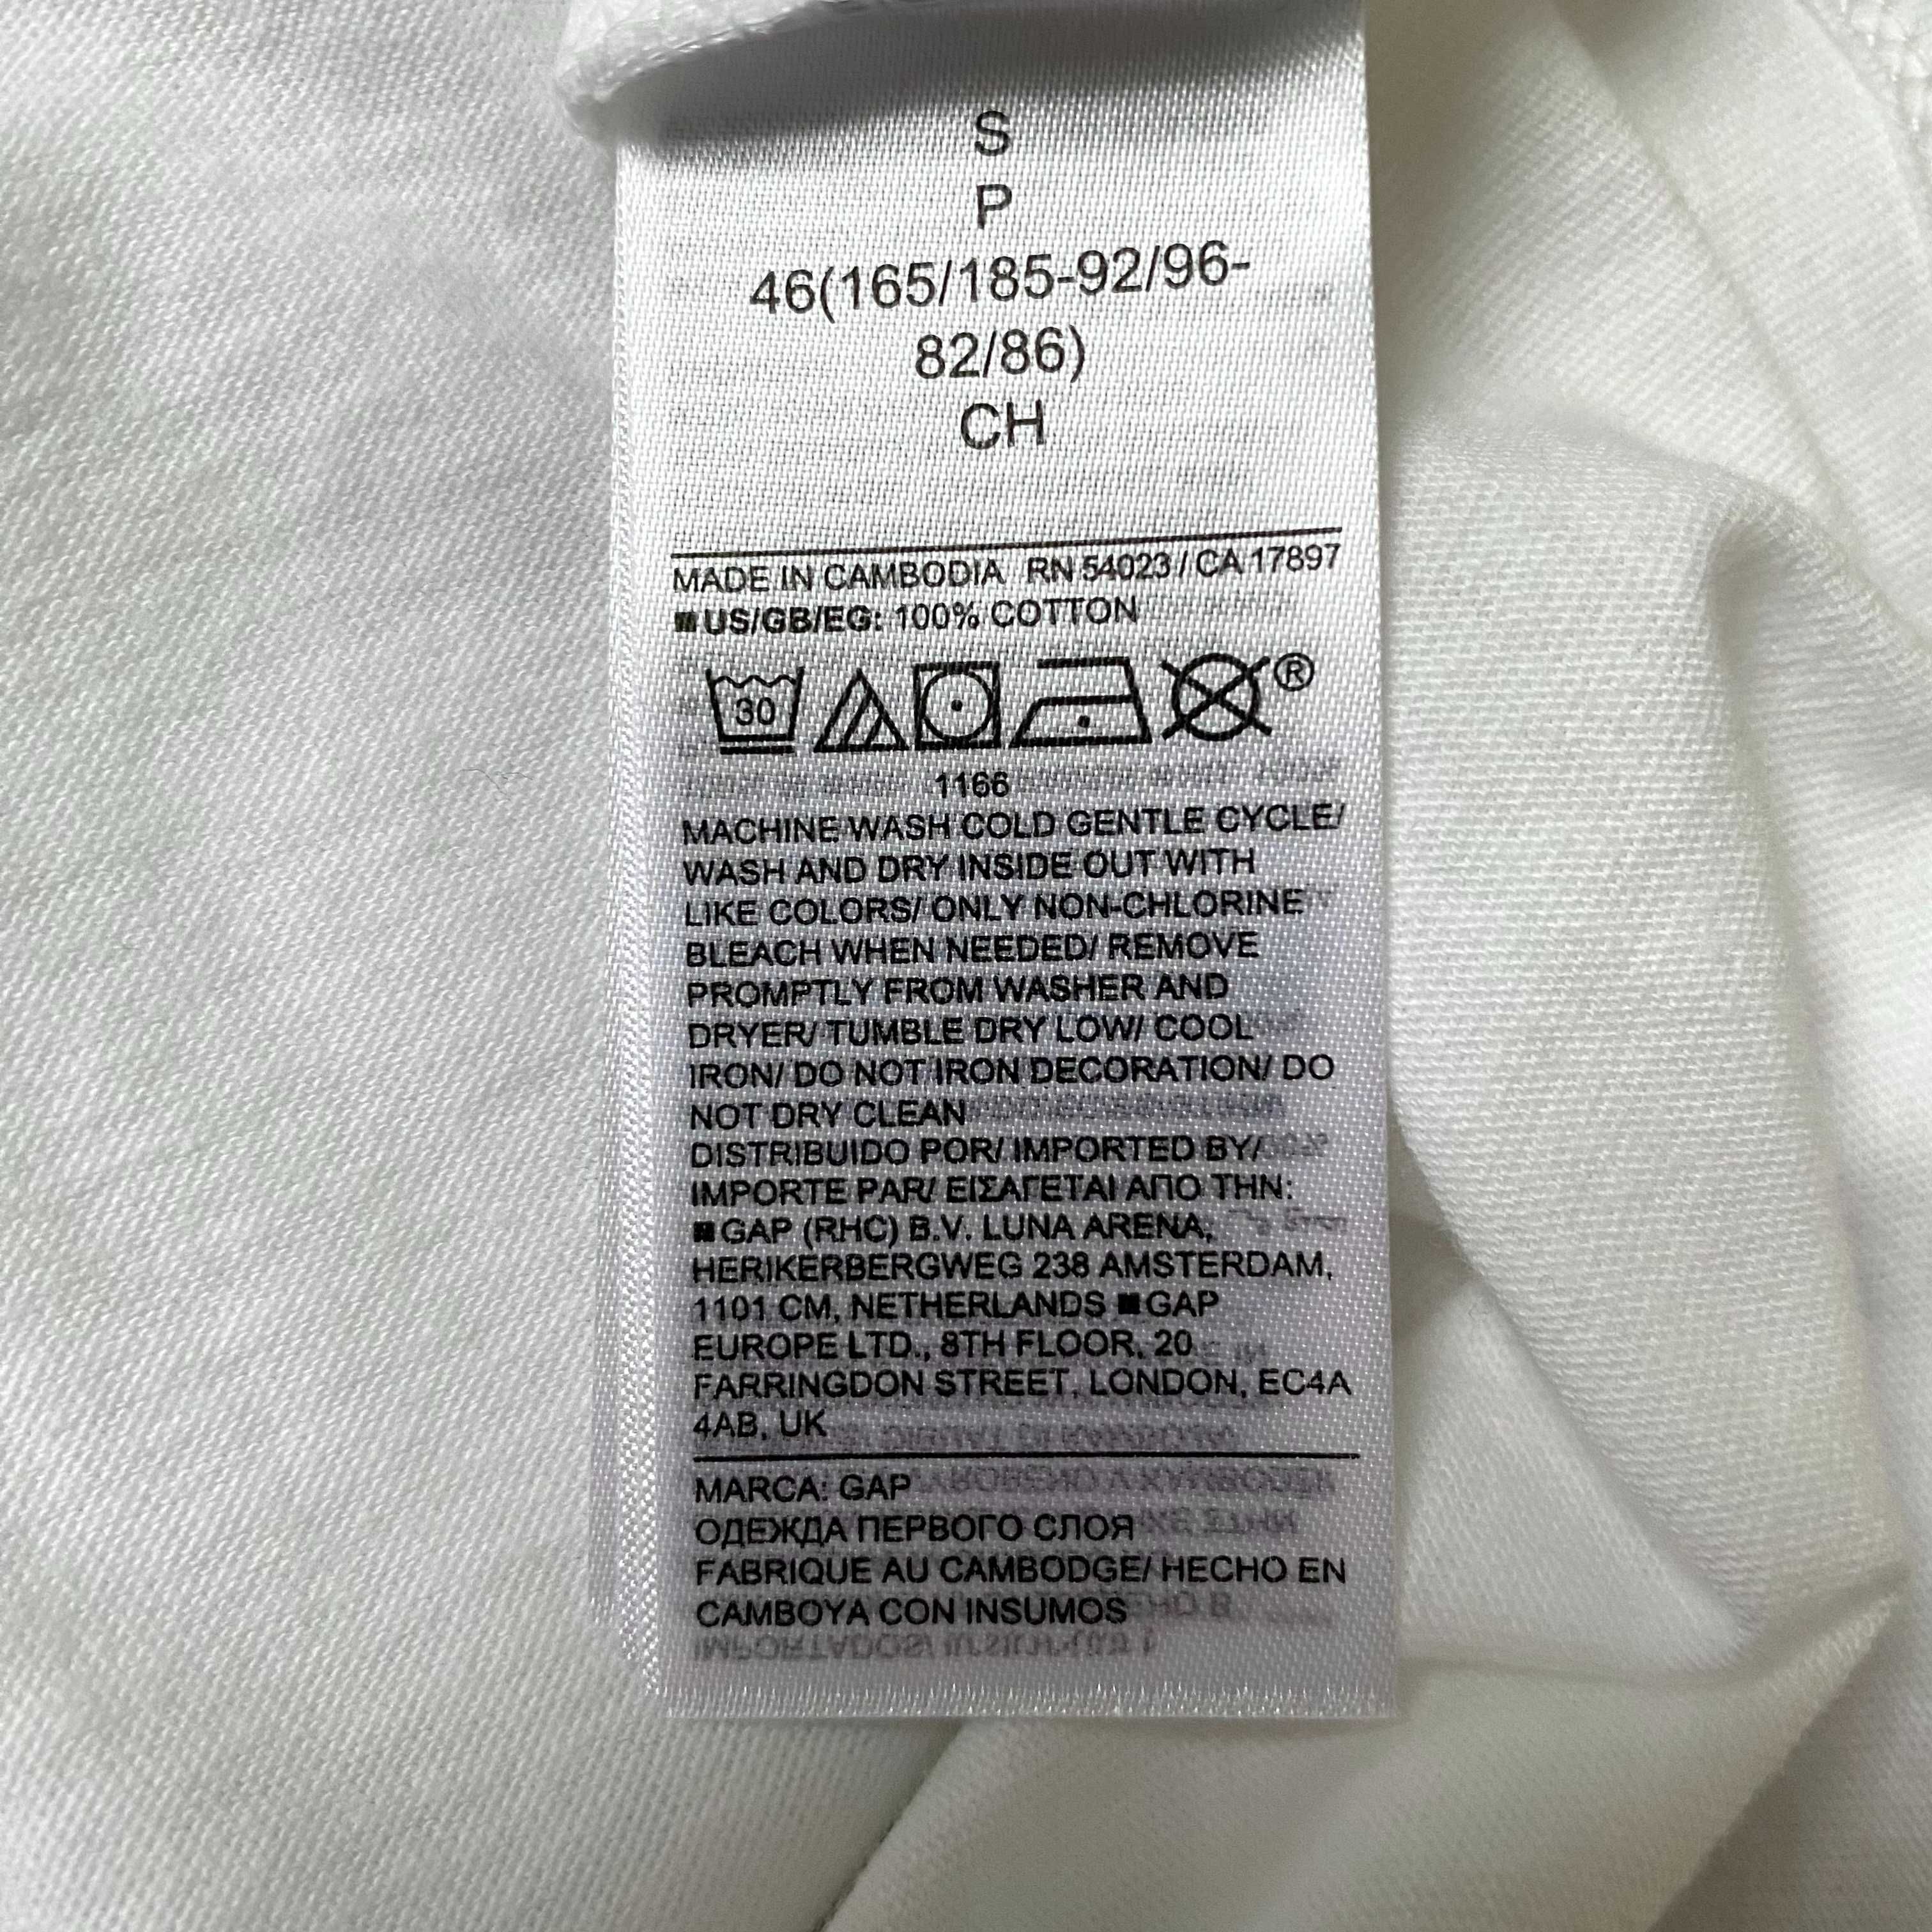 S
P
46(165/185-92/96-
82/86)
CH
MADE IN CAMBODIA RN 54023 / CA 17897
■ US/GB/EG: 100% COTTON
30
®
1166
MACHINE WASH COLD GENTLE CYCLE/
WASH AND DRY INSIDE OUT WITH
LIKE COLORS/ ONLY NON-CHLORINE
BLEACH WHEN NEEDED/ REMOVE
PROMPTLY FROM WASHER AND
DRYER/ TUMBLE DRY LOW/ COOL
IRON/ DO NOT IRON DECORATION/ DO
NOT DRY CLEAN
DISTRIBUIDO POR/ IMPORTED BY/
IMPORTE PAR/ ΕΙΣΑΓΕΤΑΙ ΑΠΟ ΤΗΝ:
■ GAP (RHC) B.V. LUNA ARENA,
HERIKERBERGWEG 238 AMSTERDAM,
1101 CM, NETHERLANDS ■ GAP
EUROPE LTD., 8TH FLOOR, 20
FARRINGDON STREET, LONDON, EC4A
4AB, UK
MARCA: GAP
ОДЕЖДА ПЕРВОГО СЛОЯ
FABRIQUE AU CAMBODGE/ HECHO EN
CAMBOYA CON INSUMOS